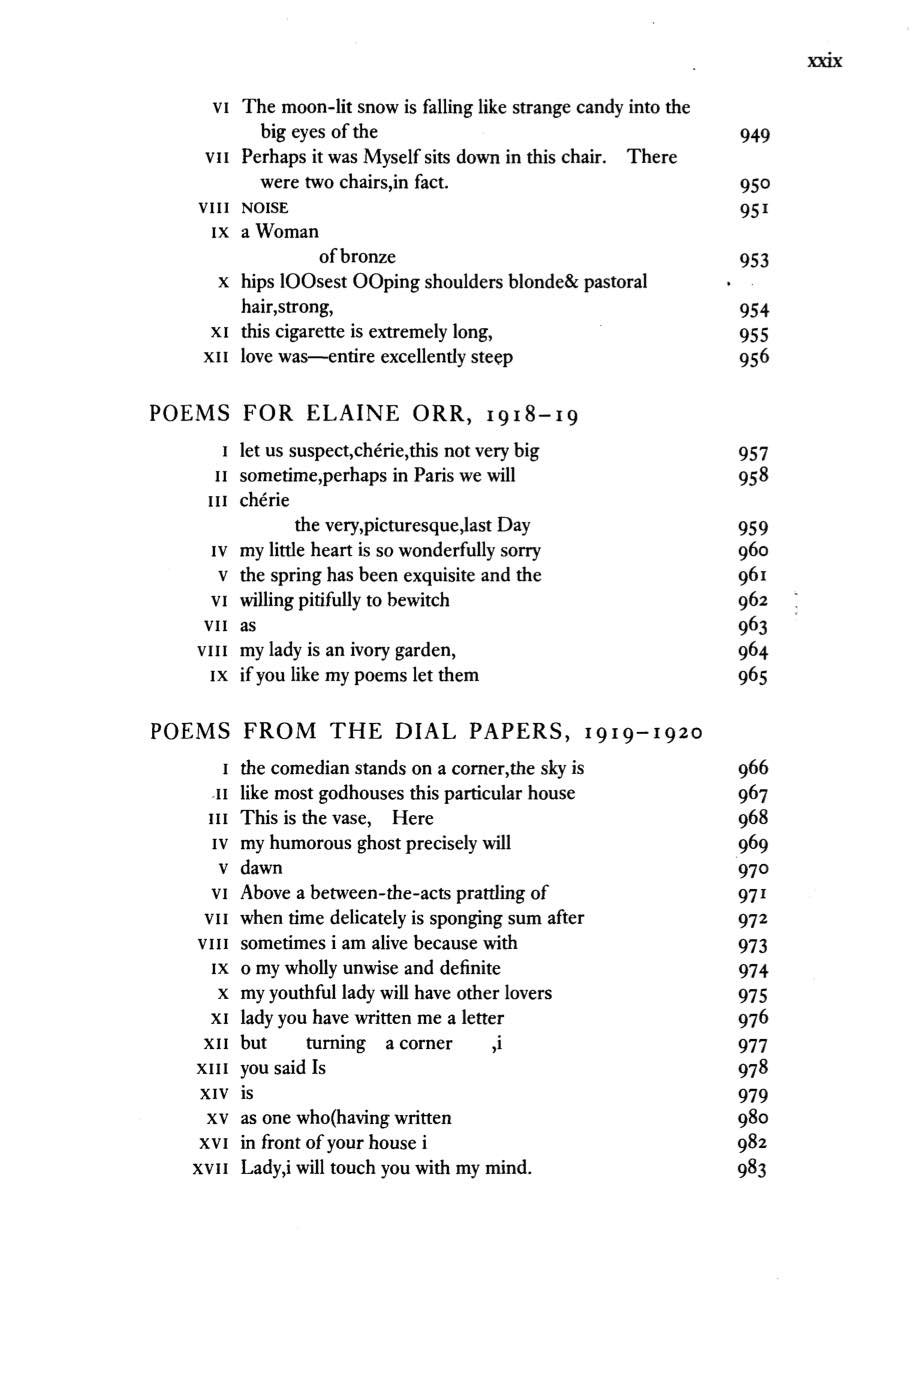 xxix
VI The moon-lit snow is falling like strange candy into the
big eyes of the 949
VII Perhaps it was Myself sits down in this chair. There
were two chairs,in fact. 950
VIII NOISE 951
IX a Woman
of bronze 953
X hips lOOsest OOping shoulders blonde& pastoral
hair,strong, 954
XI this cigarette is extremely long, 955
XII love was—entire excellently steep 956
POEMS FOR ELAINE ORR, 1918–19
I let us suspect,chérie,this not very big 957
II sometime,perhaps in Paris we will 958
III chérie
the very,picturesque,last Day 959
IV my little heart is so wonderfully sorry 960
V the spring has been exquisite and the 961
VI willing pitifully to bewitch 962
VII as 963
VIII my lady is an ivory garden, 964
IX if you like my poems let them 965
POEMS FROM THE DIAL PAPERS, 1919–1920
I the comedian stands on a corner,the sky is 966
II like most godhouses this particular house 967
III This is the vase, Here 968
IV my humorous ghost precisely will 969
V dawn 970
VI Above a between-the-acts prattling of 971
VII when time delicately is sponging sum after 972
VIII sometimes i am alive because with 973
IX o my wholly unwise and definite 974
X my youthful lady will have other lovers 975
XI lady you have written me a letter 976
XII but turning a corner ,i 977
XIII you said Is 978
XIV is 979
XV as one who(having written 980
XVI in front of your house i 982
XVII Lady,i will touch you with my mind. 983